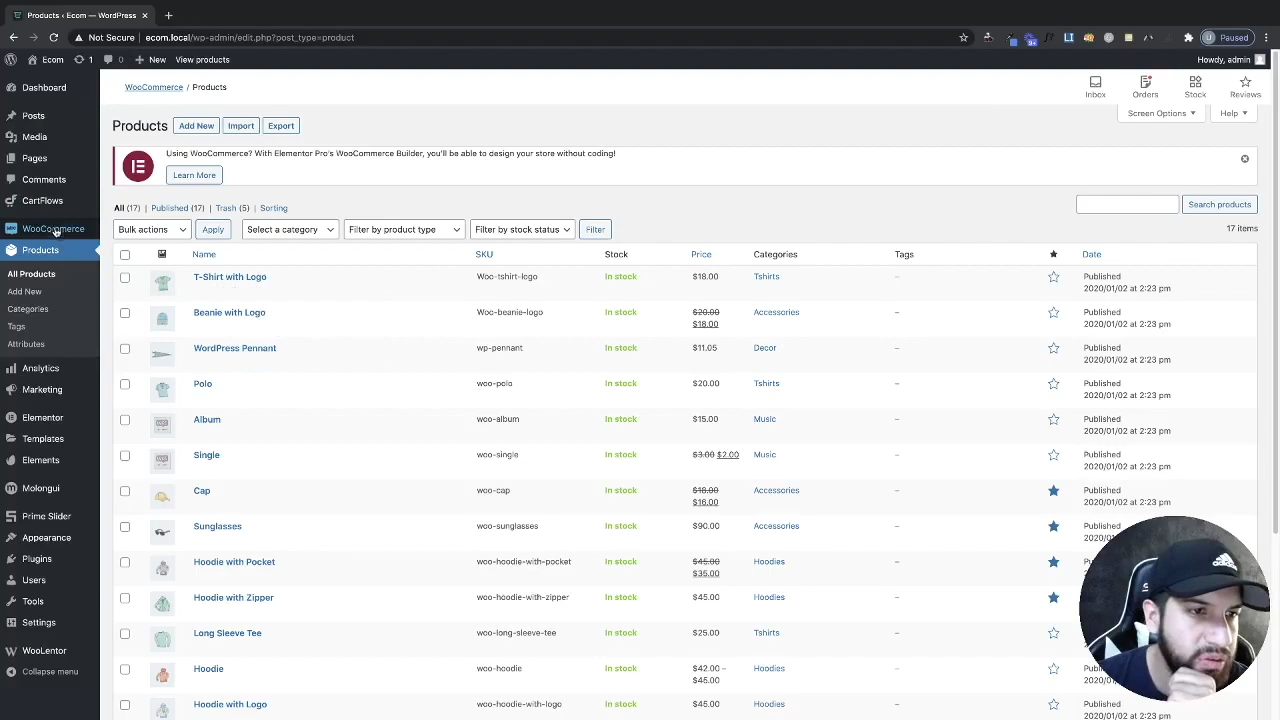 Products ‹ Ecom — WordPress
Not Secure ecom.local/wp-admin/edit.php?post_type=product
Paused
Ecom 1 0 New View products
Howdy, admin
Dashboard
Posts
Media
Pages
Comments
CartFlows
WooCommerce
Products
All Products
Add New
Categories
Tags
Attributes
Analytics
Marketing
Elementor
Templates
Elements
Molongui
Prime Slider
Appearance
Plugins
Users
Tools
Settings
WooLentor
Collapse menu
WooCommerce / Products
Inbox Orders Stock Reviews
Screen Options Help
Products Add New Import Export
Using WooCommerce? With Elementor Pro's WooCommerce Builder, you'll be able to design your store without coding!
Learn More
All (17) | Published (17) | Trash (5) | Sorting
Search products
Bulk actions Apply Select a category Filter by product type Filter by stock status Filter
17 items
Name SKU Stock Price Categories Tags Date
T-Shirt with Logo Woo-tshirt-logo In stock $18.00 Tshirts – Published
2020/01/02 at 2:23 pm
Beanie with Logo Woo-beanie-logo In stock $20.00 Accessories – Published
$18.00 2020/01/02 at 2:23 pm
WordPress Pennant wp-pennant In stock $11.05 Decor – Published
2020/01/02 at 2:23 pm
Polo woo-polo In stock $20.00 Tshirts – Published
2020/01/02 at 2:23 pm
Album woo-album In stock $15.00 Music – Published
2020/01/02 at 2:23 pm
Single woo-single In stock $3.00 $2.00 Music – Published
2020/01/02 at 2:23 pm
Cap woo-cap In stock $18.00 Accessories – Published
$16.00 2020/01/02 at 2:23 pm
Sunglasses woo-sunglasses In stock $90.00 Accessories – Published
Hoodie with Pocket woo-hoodie-with-pocket In stock $45.00 Hoodies –
$35.00
Hoodie with Zipper woo-hoodie-with-zipper In stock $45.00 Hoodies –
Long Sleeve Tee woo-long-sleeve-tee In stock $25.00 Tshirts –
Hoodie woo-hoodie In stock $42.00 – Hoodies –
$45.00
Hoodie with Logo woo-hoodie-with-logo In stock $45.00 Hoodies –
adidas